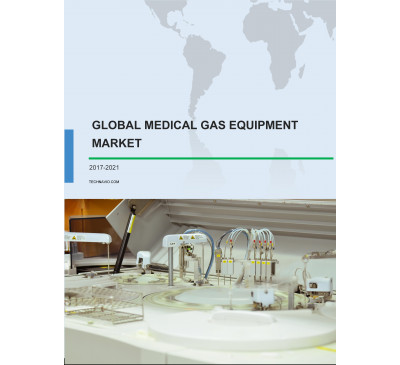 GLOBAL MEDICAL GAS EQUIPMENT
MARKET
2017-2021
TECHNAVIO.COM